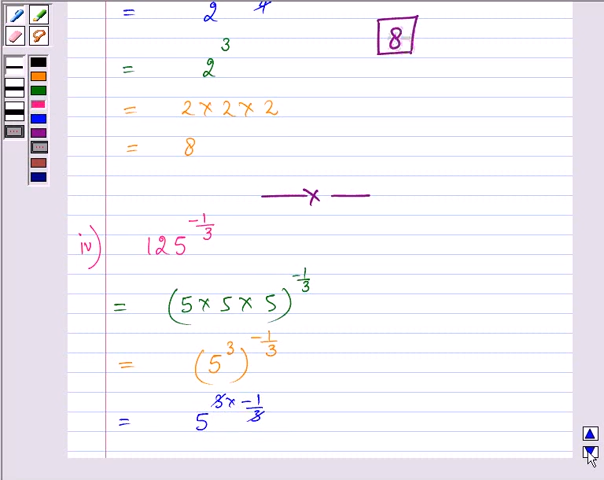 = 2 4
8
= 2^3
= 2 × 2 × 2
= 8
x
iv) 125^{-1/3}
= (5 × 5 × 5)^{-1/3}
= (5^3)^{-1/3}
= 5^{3 × -1/3}